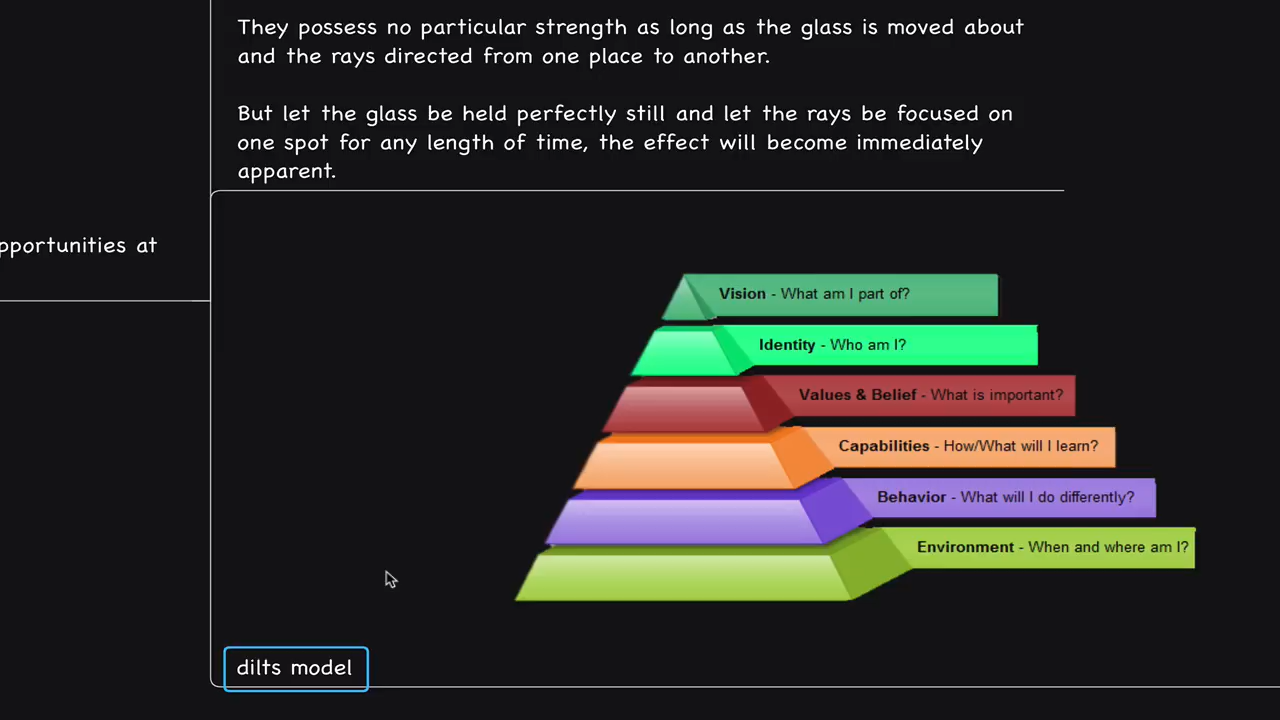 They possess no particular strength as long as the glass is moved about
and the rays directed from one place to another.
But let the glass be held perfectly still and let the rays be focused on
one spot for any length of time, the effect will become immediately
apparent.
pportunities at
Vision - What am I part of?
Identity - Who am I?
Values & Belief - What is important?
Capabilities - How/What will I learn?
Behavior - What will I do differently?
Environment - When and where am I?
dilts model